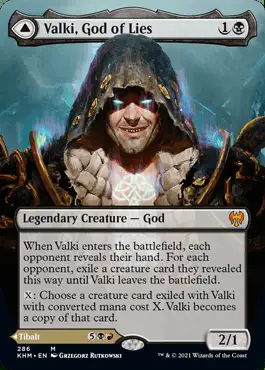 Valki, God of Lies 1
Legendary Creature — God
When Valki enters the battlefield, each
opponent reveals their hand. For each
opponent, exile a creature card they revealed
this way until Valki leaves the battlefield.
X: Choose a creature card exiled with Valki
with converted mana cost X. Valki becomes
a copy of that card.
Tibalt 5
2/1
286 M
KHM • EN GRZEGORZ RUTKOWSKI
™ & © 2021 Wizards of the Coast